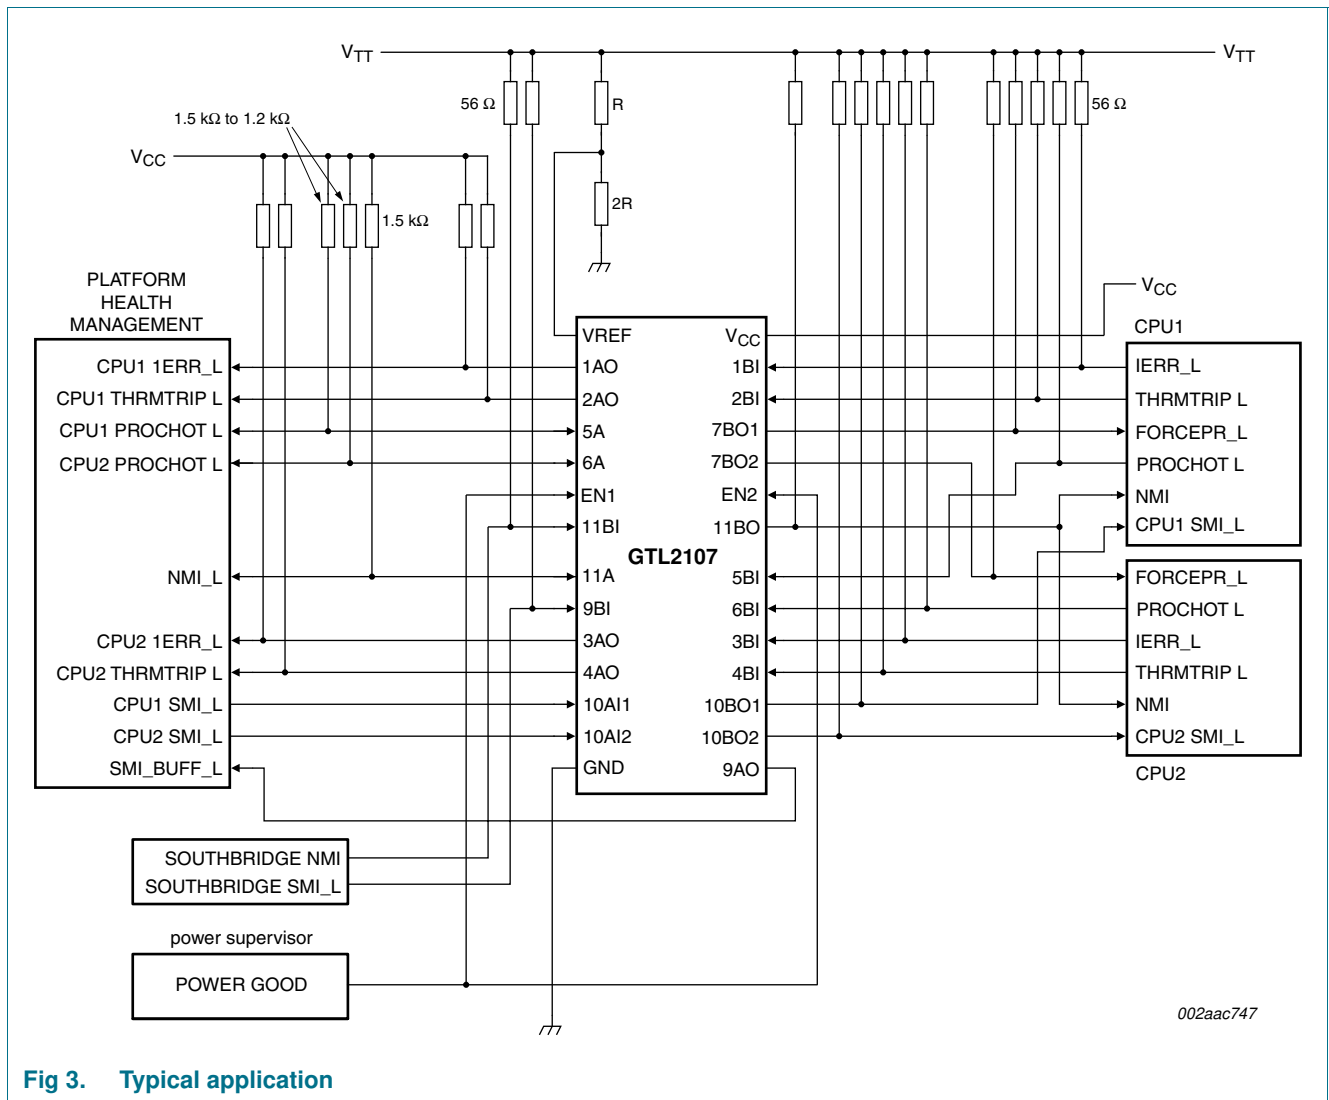 VTT
VTT
56 Ω
R
56 Ω
1.5 kΩ to 1.2 kΩ
VCC
2R
1.5 kΩ
PLATFORM
HEALTH
MANAGEMENT
VCC
CPU1
VREF
VCC
CPU1 1ERR_L
1AO
1BI
IERR_L
CPU1 THRMTRIP L
2AO
2BI
THRMTRIP L
CPU1 PROCHOT L
5A
7BO1
FORCEPR_L
CPU2 PROCHOT L
6A
7BO2
PROCHOT L
EN1
EN2
NMI
11BI
11BO
CPU1 SMI_L
GTL2107
NMI_L
11A
5BI
FORCEPR_L
9BI
6BI
PROCHOT L
CPU2 1ERR_L
3AO
3BI
IERR_L
CPU2 THRMTRIP L
4AO
4BI
THRMTRIP L
CPU1 SMI_L
10AI1
10BO1
NMI
CPU2 SMI_L
10AI2
10BO2
CPU2 SMI_L
SMI_BUFF_L
GND
9AO
CPU2
SOUTHBRIDGE NMI
SOUTHBRIDGE SMI_L
power supervisor
POWER GOOD
002aac747
Fig 3. Typical application